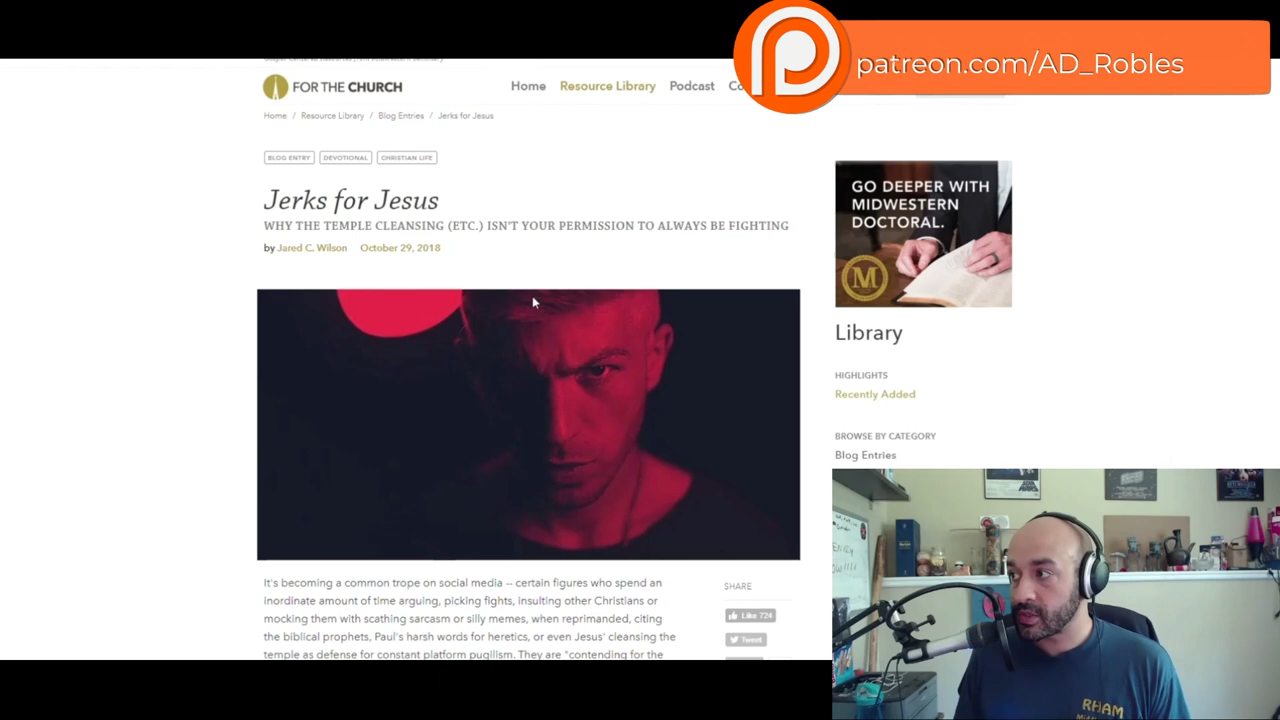 patreon.com/AD_Robles
FOR THE CHURCH
Home
Resource Library
Podcast
Home / Resource Library / Blog Entries / Jerks for Jesus
BLOG ENTRY
DEVOTIONAL
CHRISTIAN LIFE
Jerks for Jesus
WHY THE TEMPLE CLEANSING (ETC.) ISN'T YOUR PERMISSION TO ALWAYS BE FIGHTING
by Jared C. Wilson October 29, 2018
It's becoming a common trope on social media -- certain figures who spend an
inordinate amount of time arguing, picking fights, insulting other Christians or
mocking them with scathing sarcasm or silly memes, when reprimanded, citing
the biblical prophets, Paul's harsh words for heretics, or even Jesus' cleansing the
temple as defense for constant platform pugilism. They are "contending for the
SHARE
Like 724
Tweet
GO DEEPER WITH
MIDWESTERN
DOCTORAL.
M
Library
HIGHLIGHTS
Recently Added
BROWSE BY CATEGORY
Blog Entries
RHAM